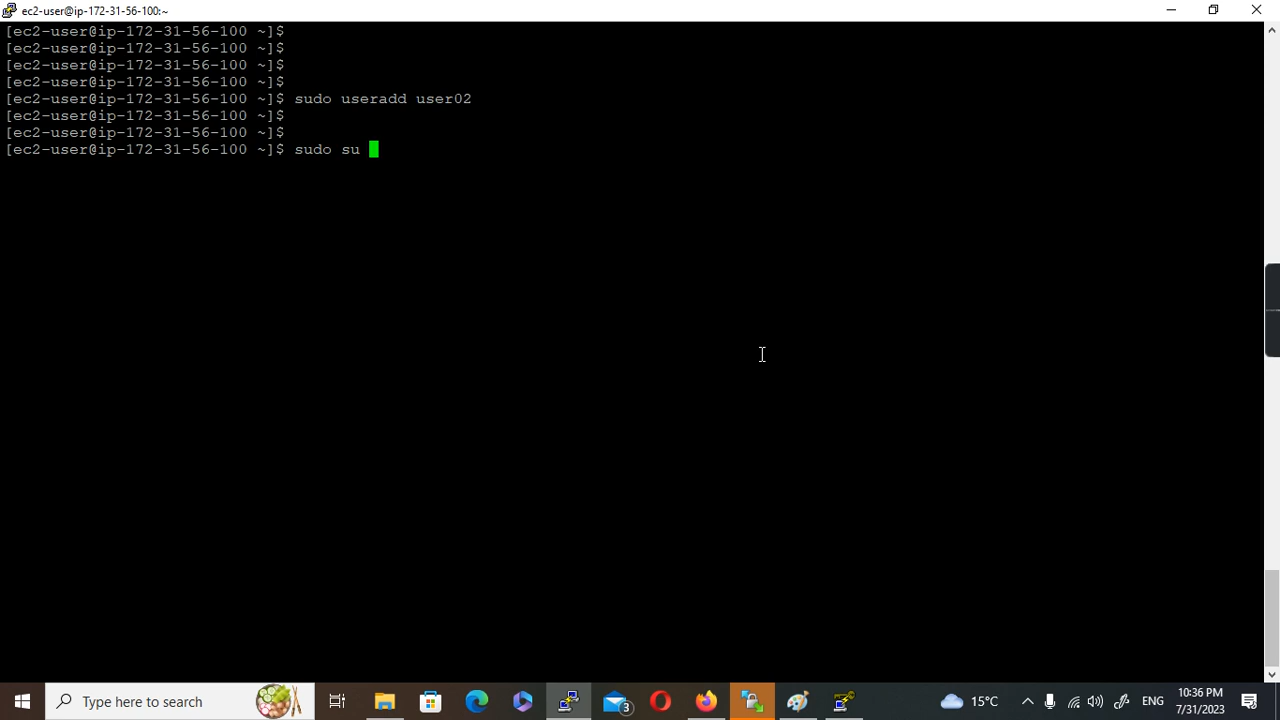 ec2-user@ip-172-31-56-100:~
[ec2-user@ip-172-31-56-100 ~]$
[ec2-user@ip-172-31-56-100 ~]$
[ec2-user@ip-172-31-56-100 ~]$
[ec2-user@ip-172-31-56-100 ~]$
[ec2-user@ip-172-31-56-100 ~]$ sudo useradd user02
[ec2-user@ip-172-31-56-100 ~]$
[ec2-user@ip-172-31-56-100 ~]$
[ec2-user@ip-172-31-56-100 ~]$ sudo su
Type here to search
3
15°C
ENG
10:36 PM
7/31/2023